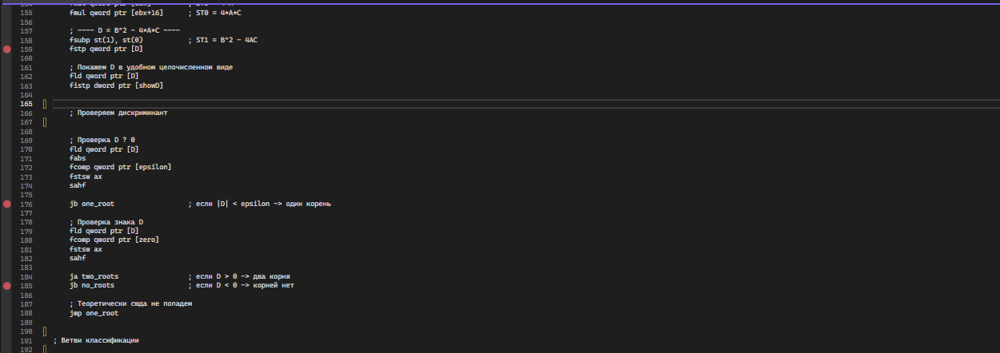 155 fmul qword ptr [ebx+16] ; ST0 = 4*A*C
156
157 ; ---- D = B^2 - 4*A*C ----
158 fsubp st(1), st(0) ; ST1 = B^2 - 4AC
159 fstp qword ptr [D]
160
161 ; Покажем D в удобном целочисленном виде
162 fld qword ptr [D]
163 fistp dword ptr [showD]
164
165
166 ; Проверяем дискриминант
167
168
169 ; Проверка D ? 0
170 fld qword ptr [D]
171 fabs
172 fcomp qword ptr [epsilon]
173 fstsw ax
174 sahf
175
176 jb one_root ; если |D| < epsilon -> один корень
177
178 ; Проверка знака D
179 fld qword ptr [D]
180 fcomp qword ptr [zero]
181 fstsw ax
182 sahf
183
184 ja two_roots ; если D > 0 -> два корня
185 jb no_roots ; если D < 0 -> корней нет
186
187 ; Теоретически сюда не попадем
188 jmp one_root
189
190
191 ; Ветви классификации
192